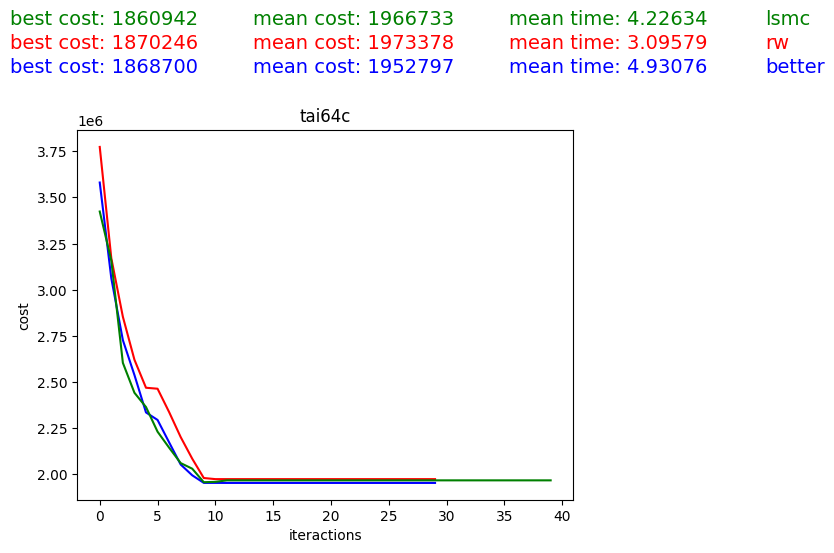 best cost: 1860942 mean cost: 1966733 mean time: 4.22634 lsmc
best cost: 1870246 mean cost: 1973378 mean time: 3.09579 rw
best cost: 1868700 mean cost: 1952797 mean time: 4.93076 better
tai64c
1e6
3.75
3.50
3.25
3.00
2.75
2.50
2.25
2.00
cost
0 5 10 15 20 25 30 35 40
iteractions